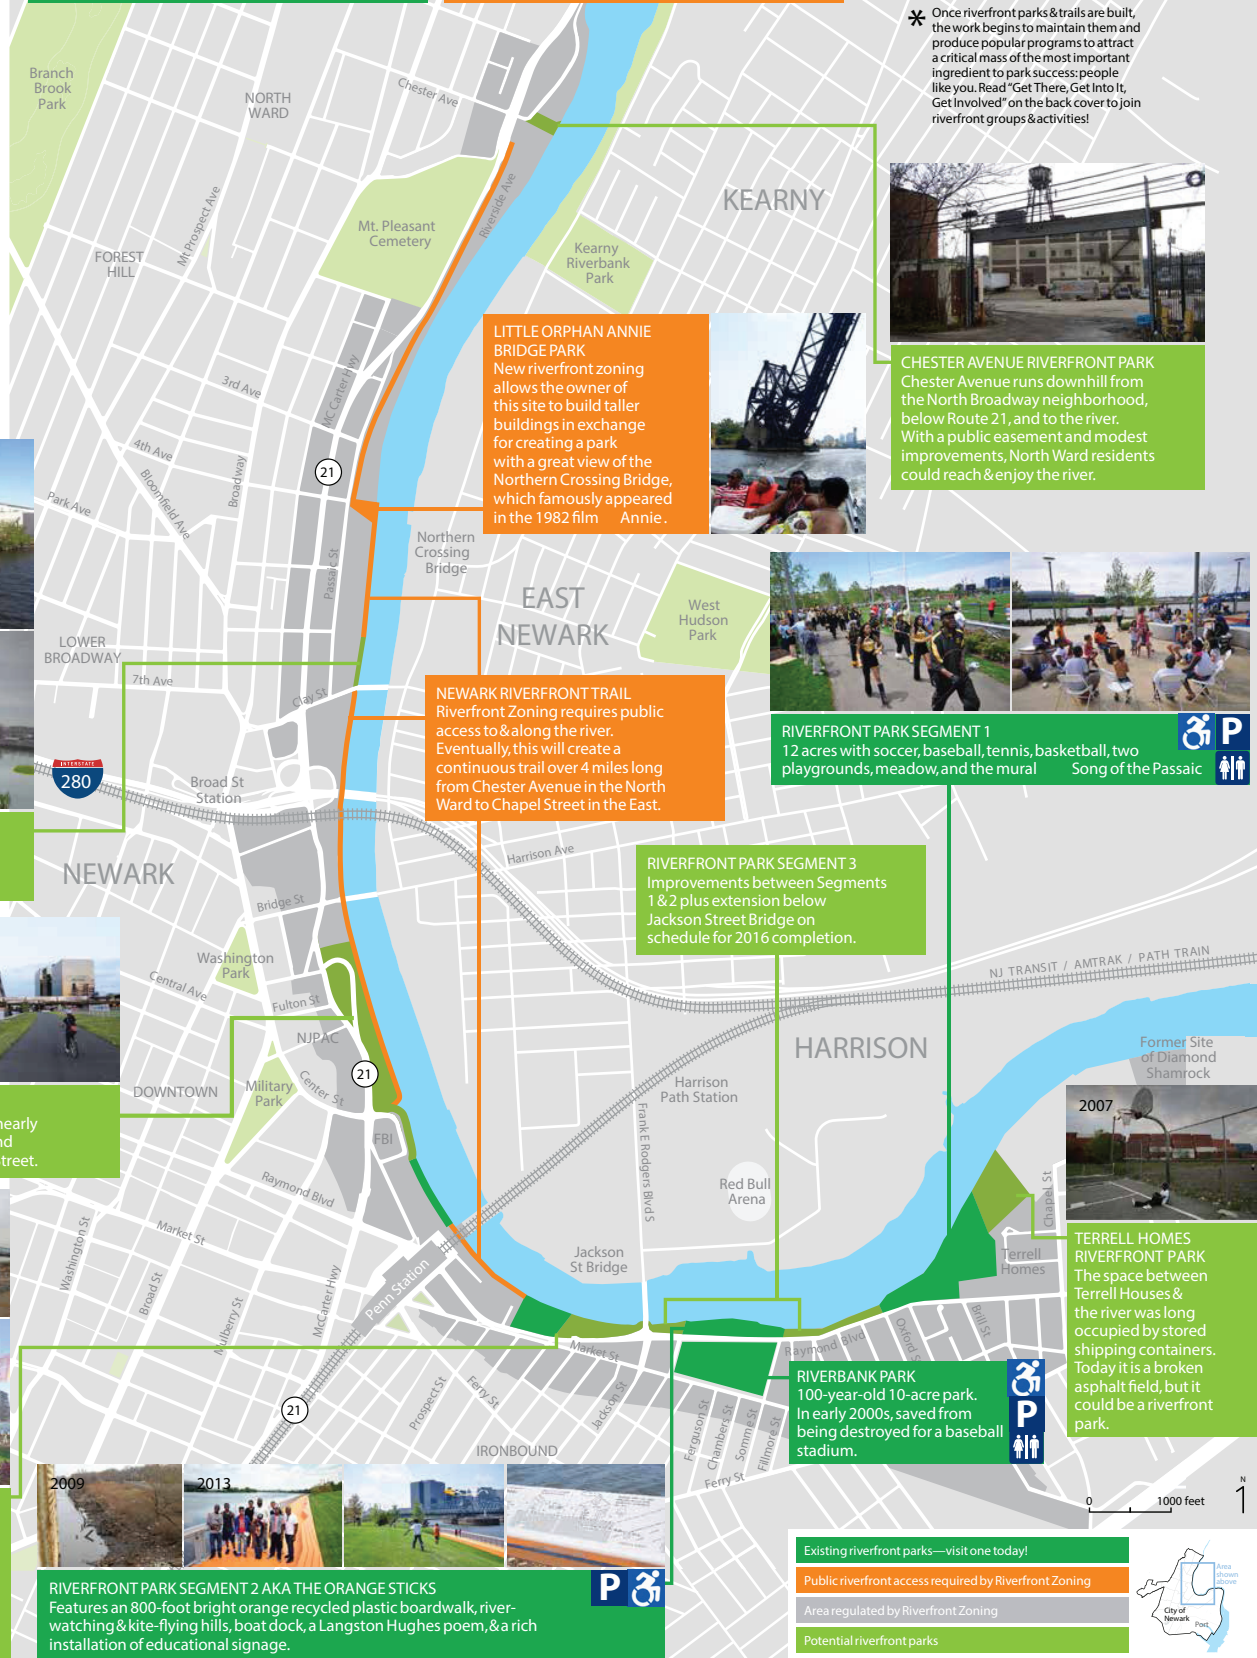 Once riverfront parks & trails are built,
the work begins to maintain them and
produce popular programs to attract
a critical mass of the most important
ingredient to park success: people
like you. Read “Get There, Get Into It,
Get Involved” on the back cover to join
riverfront groups & activities!
Branch
Brook
Park
NORTH
WARD
Chester Ave
Mt Prospect Ave
FOREST
HILL
Mt. Pleasant
Cemetery
Riverside Ave
KEARNY
Kearny
Riverbank
Park
LITTLE ORPHAN ANNIE
BRIDGE PARK
New riverfront zoning
allows the owner of
this site to build taller
buildings in exchange
for creating a park
with a great view of the
Northern Crossing Bridge,
which famously appeared
in the 1982 film Annie.
CHESTER AVENUE RIVERFRONT PARK
Chester Avenue runs downhill from
the North Broadway neighborhood,
below Route 21, and to the river.
With a public easement and modest
improvements, North Ward residents
could reach & enjoy the river.
3rd Ave
MC Carter Hwy
4th Ave
Bloomfield Ave
Broadway
21
Park Ave
Passaic St
Northern
Crossing
Bridge
EAST
NEWARK
West
Hudson
Park
LOWER
BROADWAY
7th Ave
Clay St
NEWARK RIVERFRONT TRAIL
Riverfront Zoning requires public
access to & along the river.
Eventually, this will create a
continuous trail over 4 miles long
from Chester Avenue in the North
Ward to Chapel Street in the East.
RIVERFRONT PARK SEGMENT 1
12 acres with soccer, baseball, tennis, basketball, two
playgrounds, meadow, and the mural Song of the Passaic
P
INTERSTATE
280
Broad St
Station
NEWARK
Harrison Ave
Bridge St
RIVERFRONT PARK SEGMENT 3
Improvements between Segments
1 & 2 plus extension below
Jackson Street Bridge on
schedule for 2016 completion.
Washington
Park
Central Ave
Fulton St
NJPAC
NJ TRANSIT / AMTRAK / PATH TRAIN
HARRISON
Former Site
of Diamond
Shamrock
21
DOWNTOWN
Military
Park
Center St
FBI
Harrison
Path Station
Frank E Rodgers Blvd S
Red Bull
Arena
2007
nearly
nd
treet.
Raymond Blvd
Market St
Washington St
Broad St
Mulberry St
McCarter Hwy
Penn Station
Jackson
St Bridge
Chapel St
Terrell
Homes
TERRELL HOMES
RIVERFRONT PARK
The space between
Terrell Houses &
the river was long
occupied by stored
shipping containers.
Today it is a broken
asphalt field, but it
could be a riverfront
park.
Market St
Raymond Blvd
Oxford S
Brill St
21
Prospect St
Ferry St
Jackson St
IRONBOUND
Ferguson St
Chambers St
Somme St
Fillmore St
Ferry St
RIVERBANK PARK
100-year-old 10-acre park.
In early 2000s, saved from
being destroyed for a baseball
stadium.
P
2009
2013
RIVERFRONT PARK SEGMENT 2 AKA THE ORANGE STICKS
Features an 800-foot bright orange recycled plastic boardwalk, river-
watching & kite-flying hills, boat dock, a Langston Hughes poem, & a rich
installation of educational signage.
P
0 1000 feet
N
Existing riverfront parks—visit one today!
Public riverfront access required by Riverfront Zoning
Area regulated by Riverfront Zoning
Potential riverfront parks
Area
shown
above
City of
Newark
Port